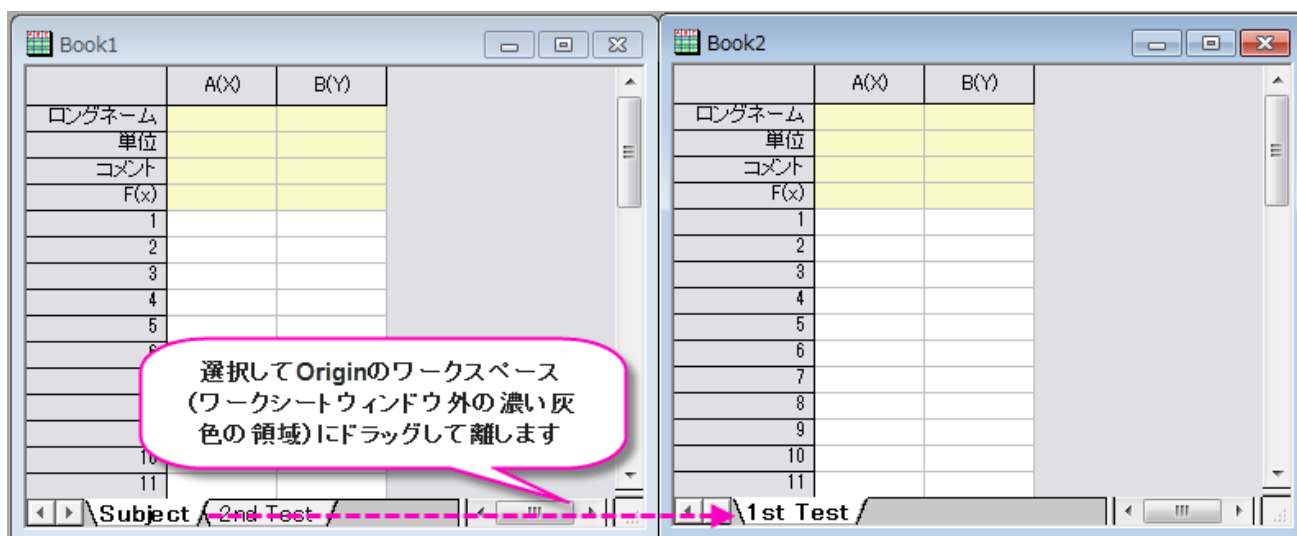 Book1
A(X) B(Y)
ロングネーム
単位
コメント
F(x)
1
2
3
4
5
6
10
11
Subject 2nd Test
選択してOriginのワークスペース
(ワークシートウィンドウ外の濃い灰
色の領域)にドラッグして離します
Book2
A(X) B(Y)
ロングネーム
単位
コメント
F(x)
1
2
3
4
5
6
7
8
9
10
11
1st Test